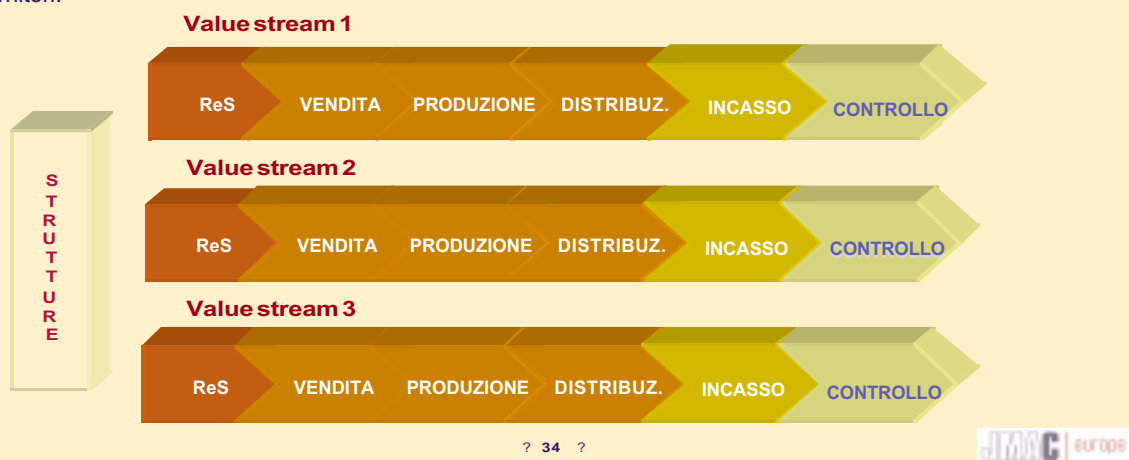 Value stream 1
ReS VENDITA PRODUZIONE DISTRIBUZ. INCASSO CONTROLLO
STRUTTURE
Value stream 2
ReS VENDITA PRODUZIONE DISTRIBUZ. INCASSO CONTROLLO
Value stream 3
ReS VENDITA PRODUZIONE DISTRIBUZ. INCASSO CONTROLLO
? 34 ?
JMAC europe